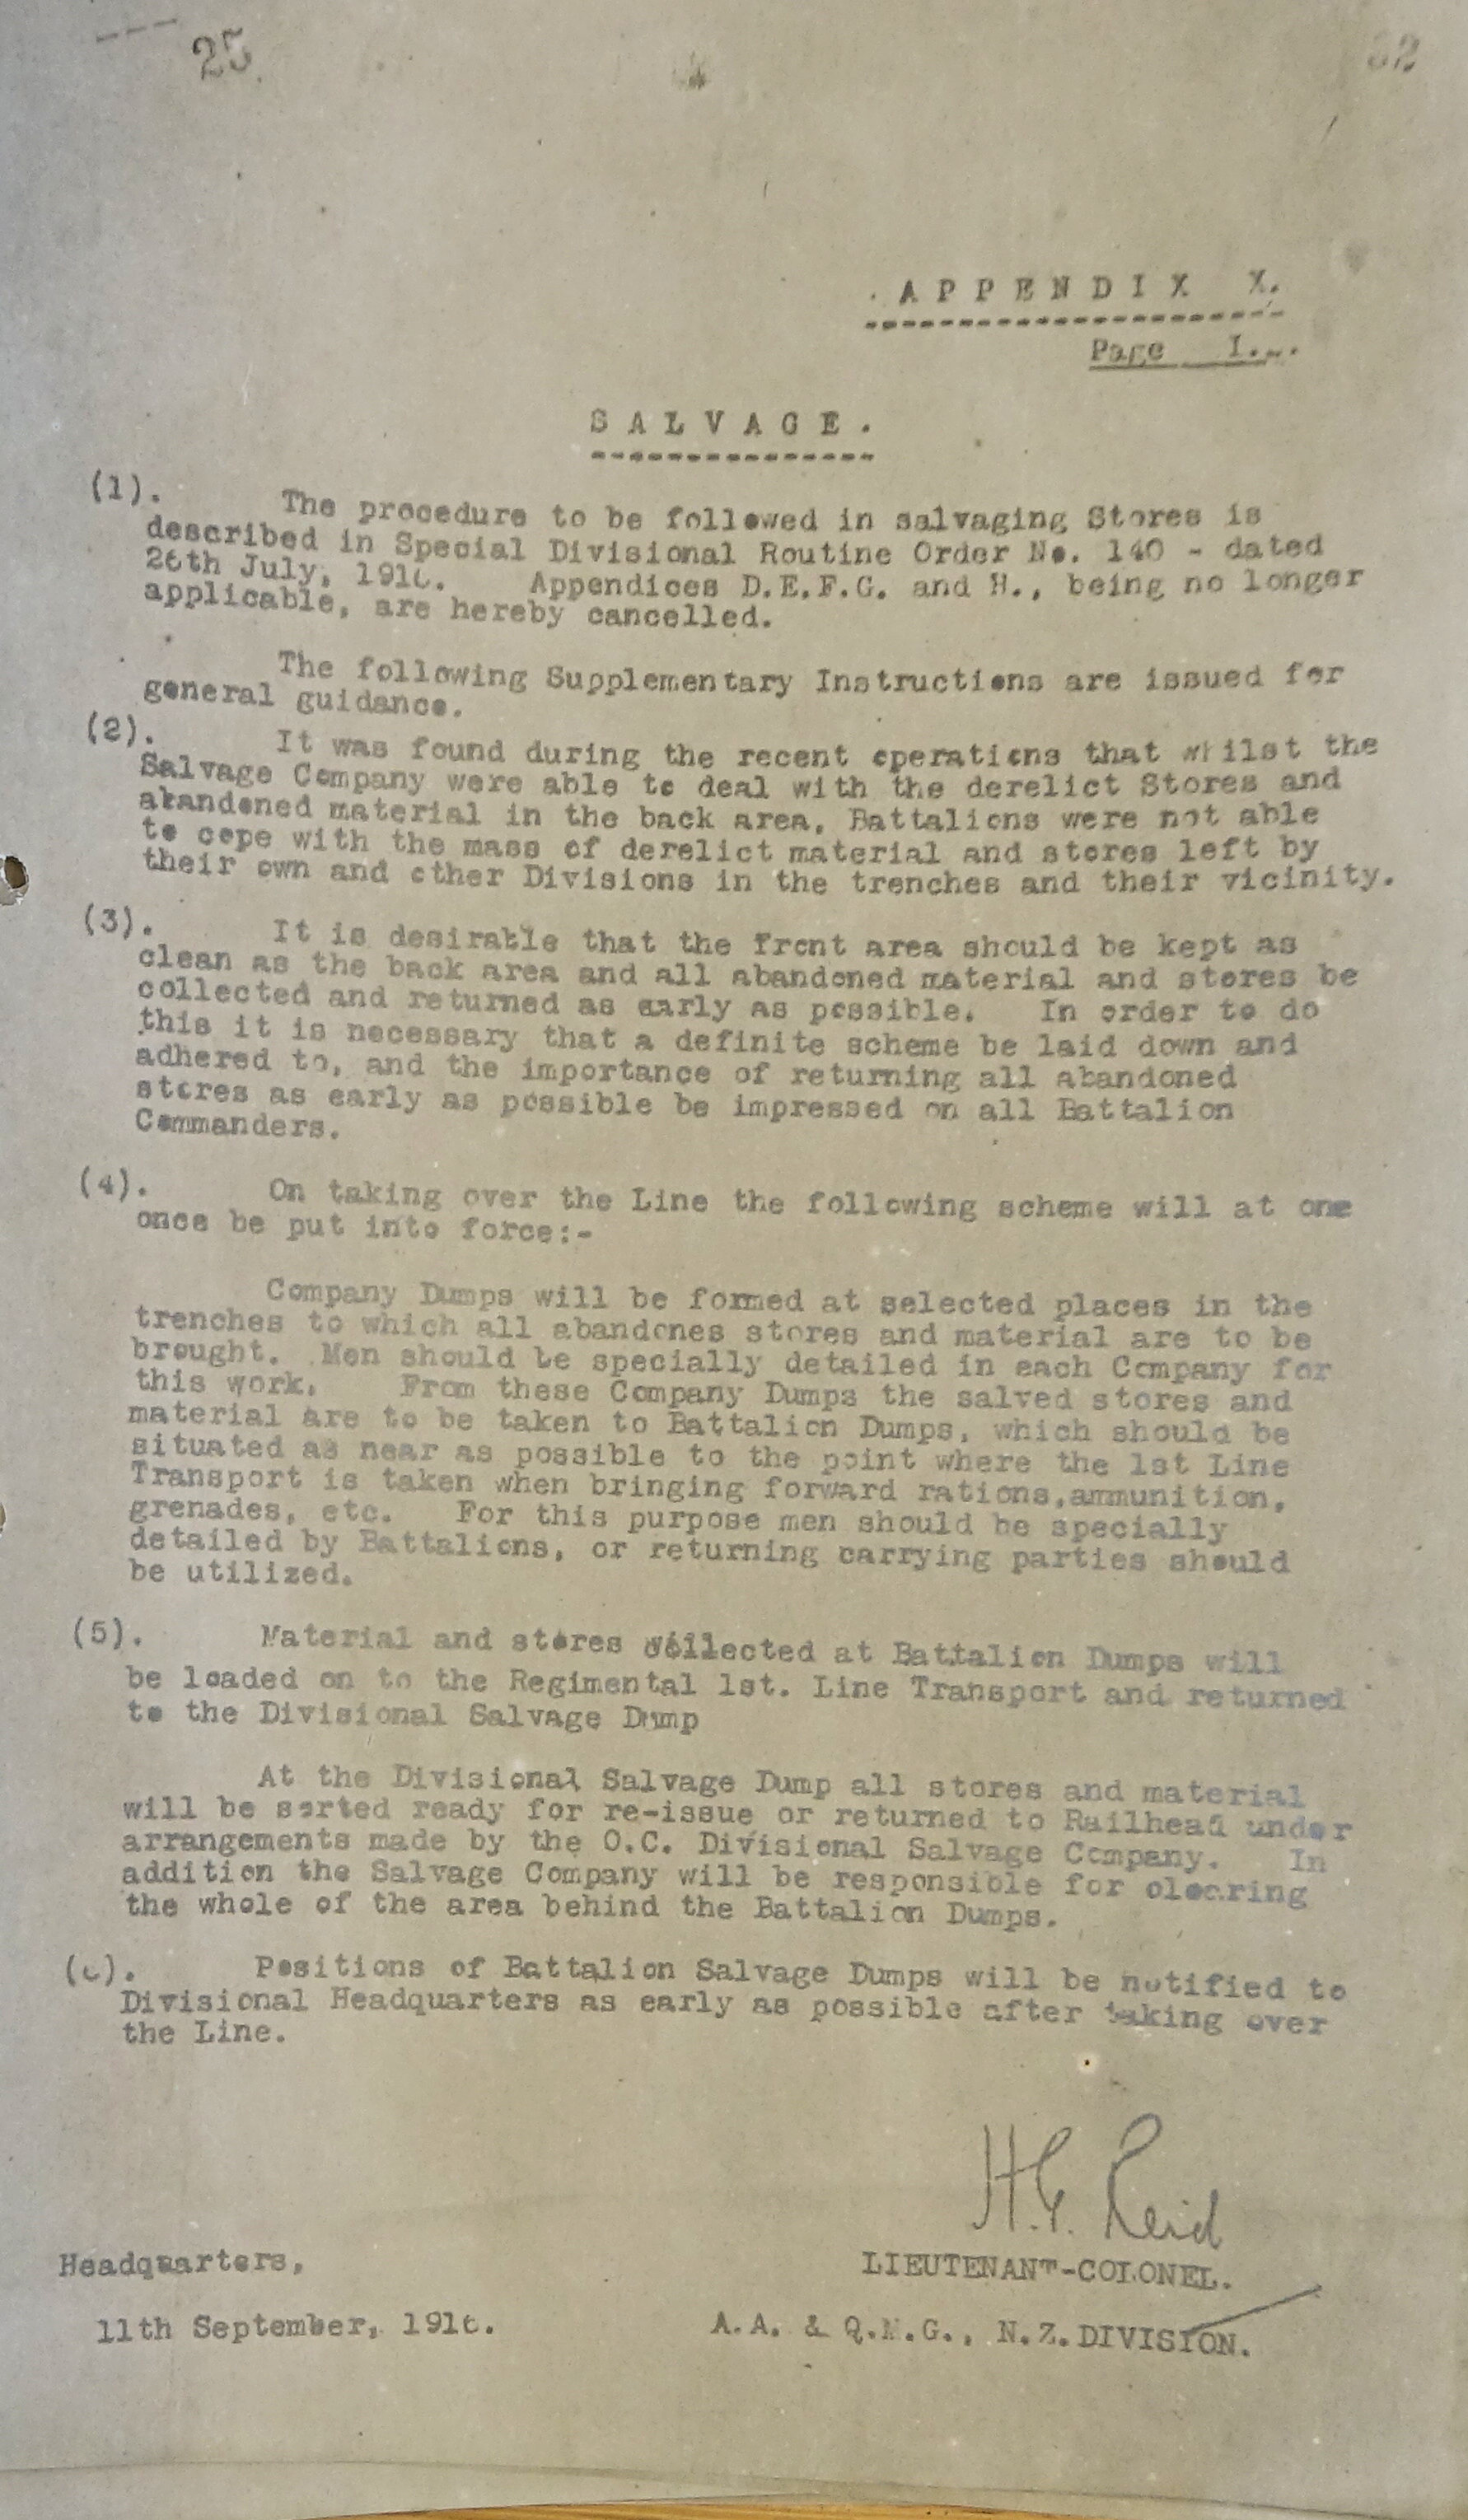 25
32
APPENDIX X.
Page I.
SALVAGE.
(1). The procedure to be followed in salvaging Stores is
described in Special Divisional Routine Order No. 140 - dated
26th July, 1916. Appendices D.E.F.G. and H., being no longer
applicable, are hereby cancelled.
The following Supplementary Instructions are issued for
general guidance.
(2). It was found during the recent operations that whilst the
Salvage Company were able to deal with the derelict Stores and
abandoned material in the back area, Battalions were not able
to cope with the mass of derelict material and stores left by
their own and other Divisions in the trenches and their vicinity.
(3). It is desirable that the front area should be kept as
clean as the back area and all abandoned material and stores be
collected and returned as early as possible. In order to do
this it is necessary that a definite scheme be laid down and
adhered to, and the importance of returning all abandoned
stores as early as possible be impressed on all Battalion
Commanders.
(4). On taking over the Line the following scheme will at one
once be put into force:-
Company Dumps will be formed at selected places in the
trenches to which all abandones stores and material are to be
brought. Men should be specially detailed in each Company for
this work. From these Company Dumps the salved stores and
material are to be taken to Battalion Dumps, which should be
situated as near as possible to the point where the 1st Line
Transport is taken when bringing forward rations,ammunition,
grenades, etc. For this purpose men should be specially
detailed by Battalions, or returning carrying parties should
be utilized.
(5). Material and stores collected at Battalion Dumps will
be loaded on to the Regimental 1st. Line Transport and returned
to the Divisional Salvage Dump
At the Divisional Salvage Dump all stores and material
will be sorted ready for re-issue or returned to Railhead under
arrangements made by the O.C. Divisional Salvage Company. In
addition the Salvage Company will be responsible for clearing
the whole of the area behind the Battalion Dumps.
(6). Positions of Battalion Salvage Dumps will be notified to
Divisional Headquarters as early as possible after taking over
the Line.
H.G. Reid
Headquarters, LIEUTENANT-COLONEL.
11th September, 1916. A.A. & Q.M.G., N.Z.DIVISION.